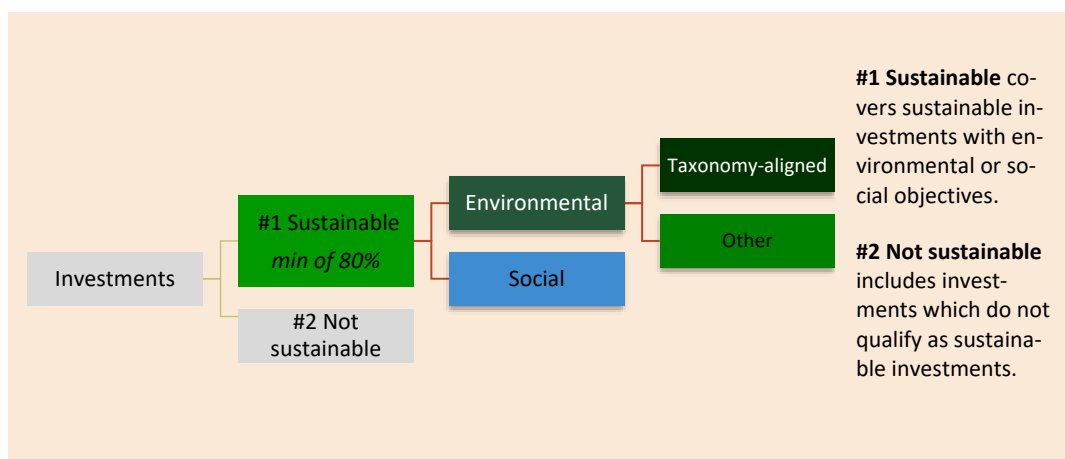 Investments
#1 Sustainable
min of 80%
#2 Not
sustainable
Environmental
Social
Taxonomy-aligned
Other
#1 Sustainable co-
vers sustainable in-
vestments with en-
vironmental or so-
cial objectives.
#2 Not sustainable
includes invest-
ments which do not
qualify as sustaina-
ble investments.